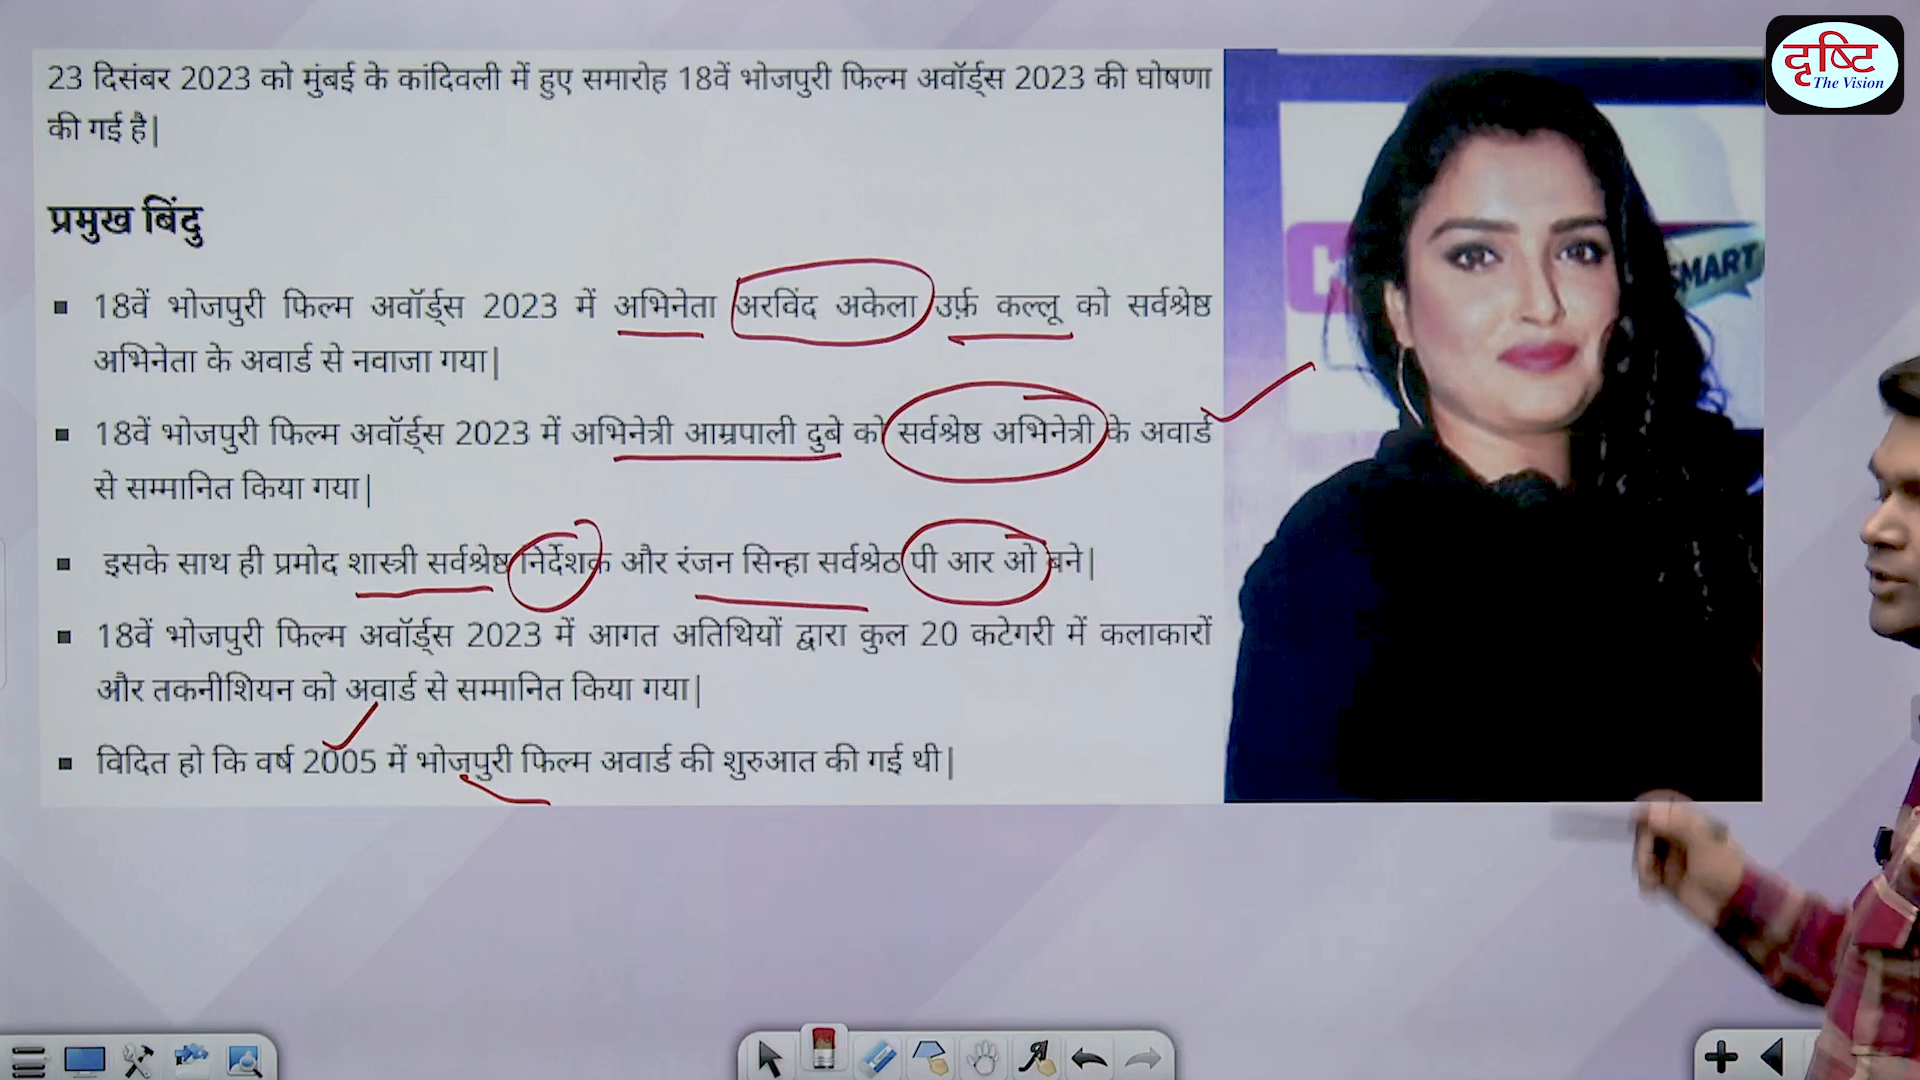 दृष्टि
The Vision
23 दिसंबर 2023 को मुंबई के कांदिवली में हुए समारोह 18वें भोजपुरी फिल्म अवॉर्ड्स 2023 की घोषणा
की गई है|
प्रमुख बिंदु
▪ 18वें भोजपुरी फिल्म अवॉर्ड्स 2023 में अभिनेता अरविंद अकेला उर्फ़ कल्लू को सर्वश्रेष्ठ
अभिनेता के अवार्ड से नवाजा गया|
▪ 18वें भोजपुरी फिल्म अवॉर्ड्स 2023 में अभिनेत्री आम्रपाली दुबे को सर्वश्रेष्ठ अभिनेत्री के अवार्ड
से सम्मानित किया गया|
▪ इसके साथ ही प्रमोद शास्त्री सर्वश्रेष्ठ निर्देशक और रंजन सिन्हा सर्वश्रेठ पी आर ओ बने|
▪ 18वें भोजपुरी फिल्म अवॉर्ड्स 2023 में आगत अतिथियों द्वारा कुल 20 कटेगरी में कलाकारों
और तकनीशियन को अवार्ड से सम्मानित किया गया|
▪ विदित हो कि वर्ष 2005 में भोजपुरी फिल्म अवार्ड की शुरुआत की गई थी|
SMART